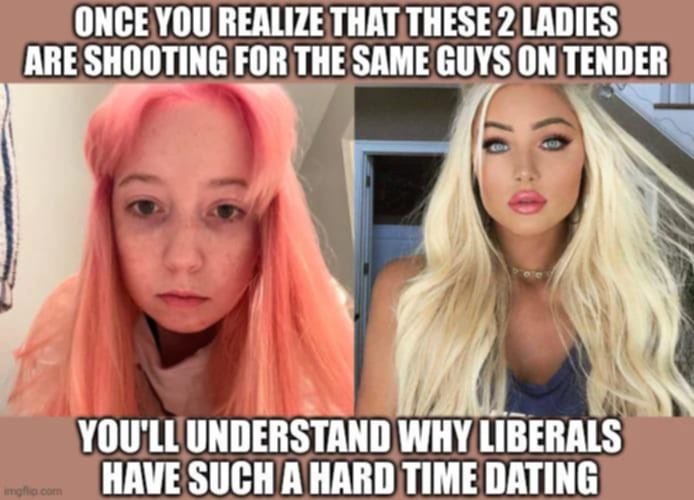 ONCE YOU REALIZE THAT THESE 2 LADIES
ARE SHOOTING FOR THE SAME GUYS ON TENDER
YOU'LL UNDERSTAND WHY LIBERALS
HAVE SUCH A HARD TIME DATING
imgflip.com